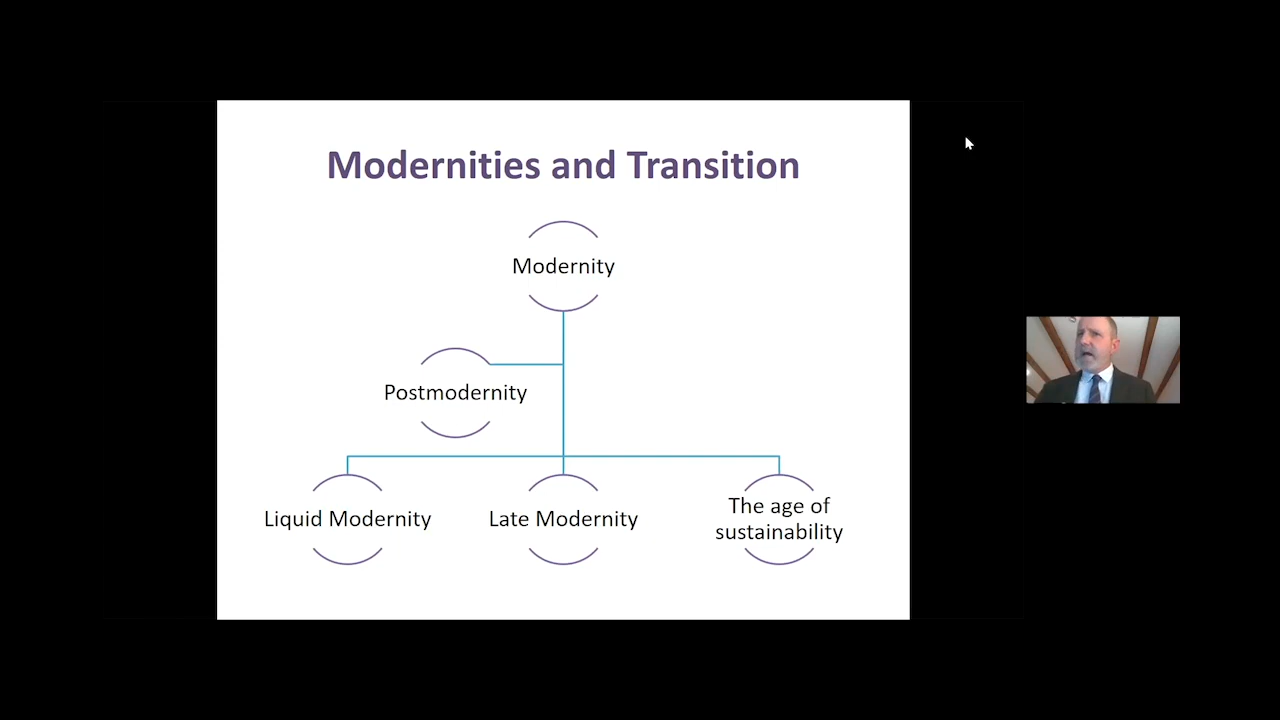 Modernities and Transition
Modernity
Postmodernity
Liquid Modernity
Late Modernity
The age of
sustainability